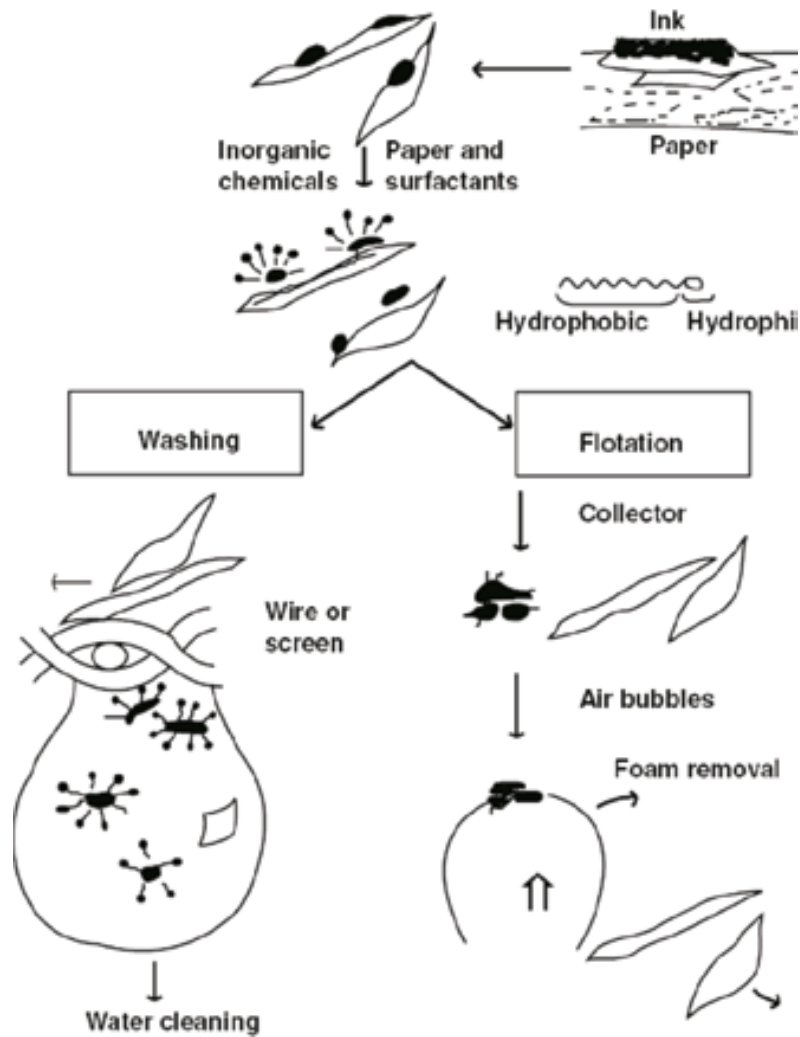 Ink
Paper
Inorganic
chemicals
Paper and
surfactants
Hydrophobic
Hydrophi
Washing
Flotation
Collector
Wire or
screen
Air bubbles
Foam removal
Water cleaning